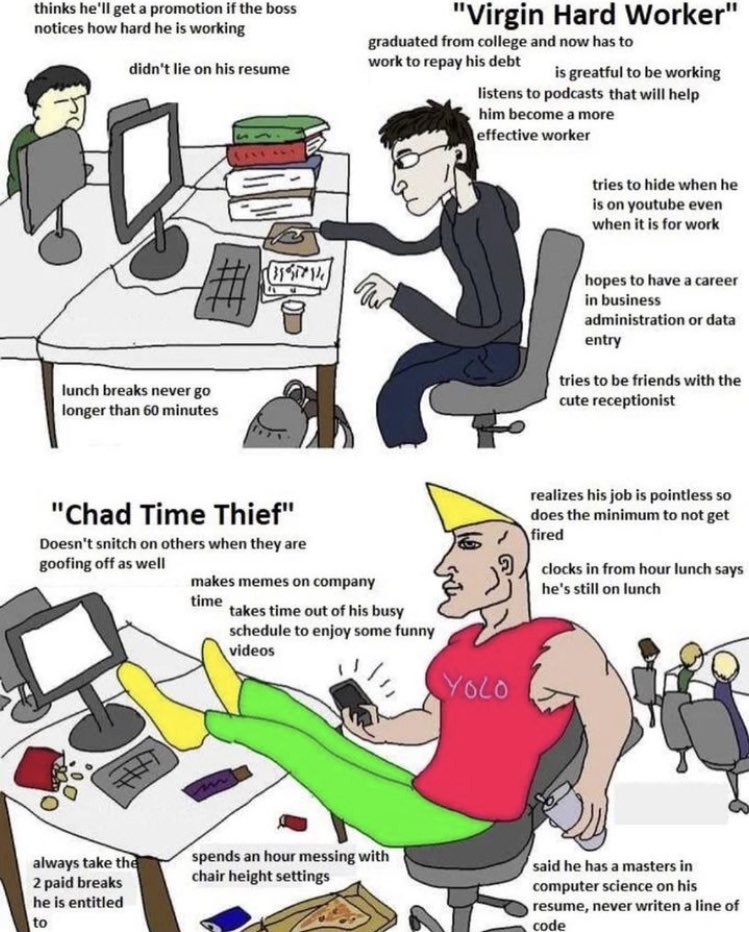 thinks he'll get a promotion if the boss
notices how hard he is working
"Virgin Hard Worker"
didn't lie on his resume
graduated from college and now has to
work to repay his debt
is greatful to be working
listens to podcasts that will help
him become a more
effective worker
tries to hide when he
is on youtube even
when it is for work
hopes to have a career
in business
administration or data
entry
tries to be friends with the
cute receptionist
lunch breaks never go
longer than 60 minutes
"Chad Time Thief"
Doesn't snitch on others when they are
goofing off as well
makes memes on company
time
takes time out of his busy
schedule to enjoy some funny
videos
realizes his job is pointless so
does the minimum to not get
fired
clocks in from hour lunch says
he's still on lunch
YOLO
always take the
2 paid breaks
he is entitled
to
spends an hour messing with
chair height settings
said he has a masters in
computer science on his
resume, never writen a line of
code